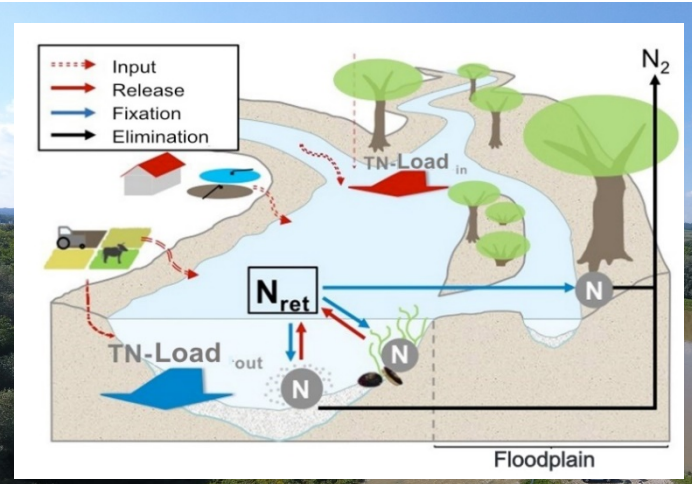 Input
Release
Fixation
Elimination
N2
TN-Load in
Nret
N
N
N
TN-Load out
Floodplain